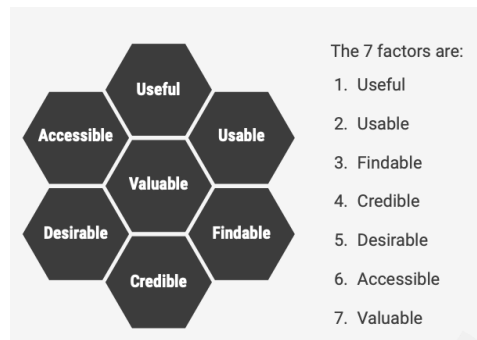 The 7 factors are:
1. Useful
2. Usable
3. Findable
4. Credible
5. Desirable
6. Accessible
7. Valuable
Useful
Accessible
Usable
Valuable
Desirable
Findable
Credible